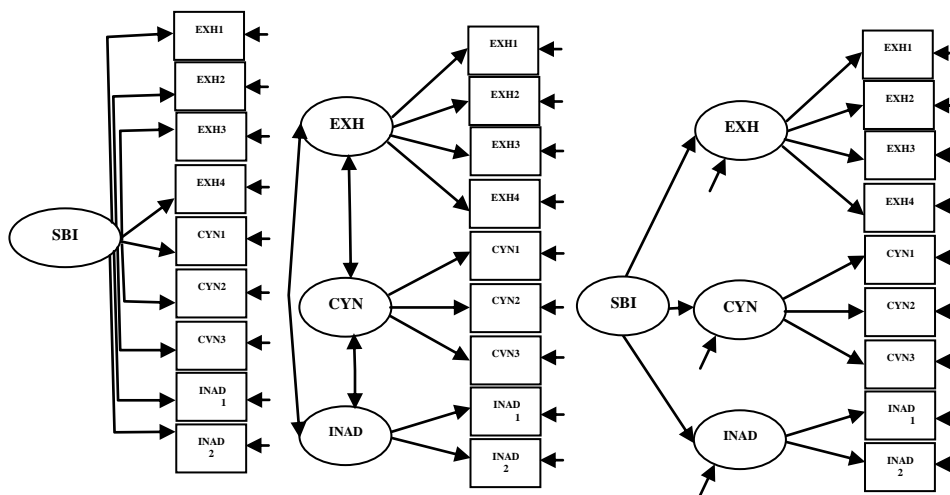 EXH1
EXH2
EXH3
EXH4
SBI
CYN1
CYN2
CVN3
INAD
1
INAD
2
EXH1
EXH2
EXH
EXH3
EXH4
CYN1
CYN
CYN2
CVN3
INAD
1
INAD
INAD
2
EXH1
EXH2
EXH
EXH3
EXH4
CYN1
SBI
CYN
CYN2
CVN3
INAD
1
INAD
INAD
2